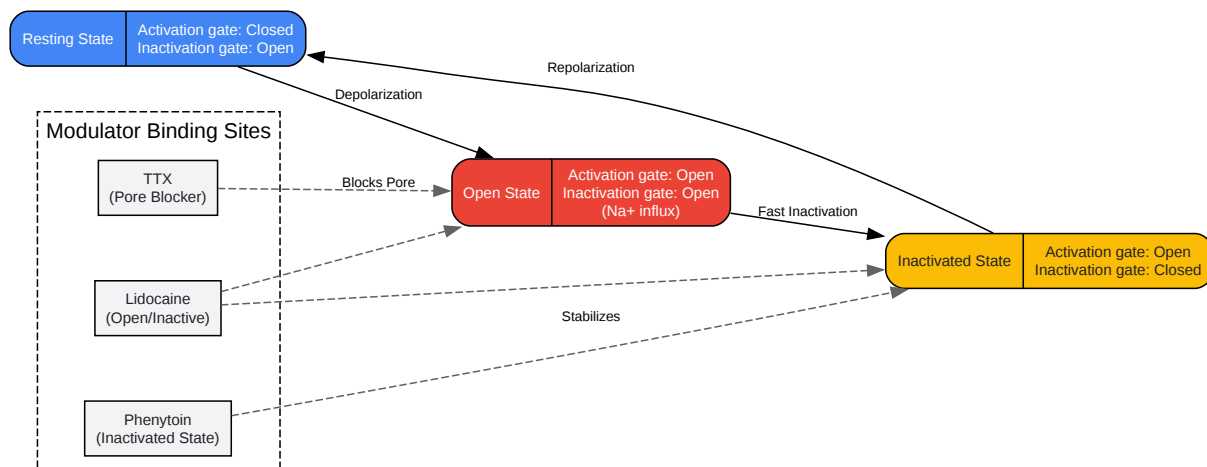 Resting State
Activation gate: Closed
Inactivation gate: Open
Repolarization
Depolarization
Modulator Binding Sites
TTX
(Pore Blocker)
Blocks Pore
Open State
Activation gate: Open
Inactivation gate: Open
(Na+ influx)
Fast Inactivation
Inactivated State
Activation gate: Open
Inactivation gate: Closed
Lidocaine
(Open/Inactive)
Stabilizes
Phenytoin
(Inactivated State)